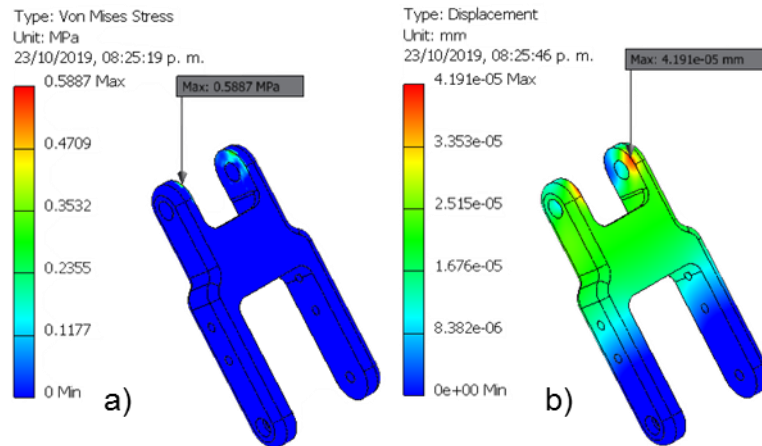 Type: Von Mises Stress
Unit: MPa
23/10/2019, 08:25:19 p. m.
0.5887 Max
Max: 0.5887 MPa
0.4709
0.3532
0.2355
0.1177
0 Min
a)
Type: Displacement
Unit: mm
23/10/2019, 08:25:46 p. m.
4.191e-05 Max
Max: 4.191e-05 mm
3.353e-05
2.515e-05
1.676e-05
8.382e-06
0e+00 Min
b)